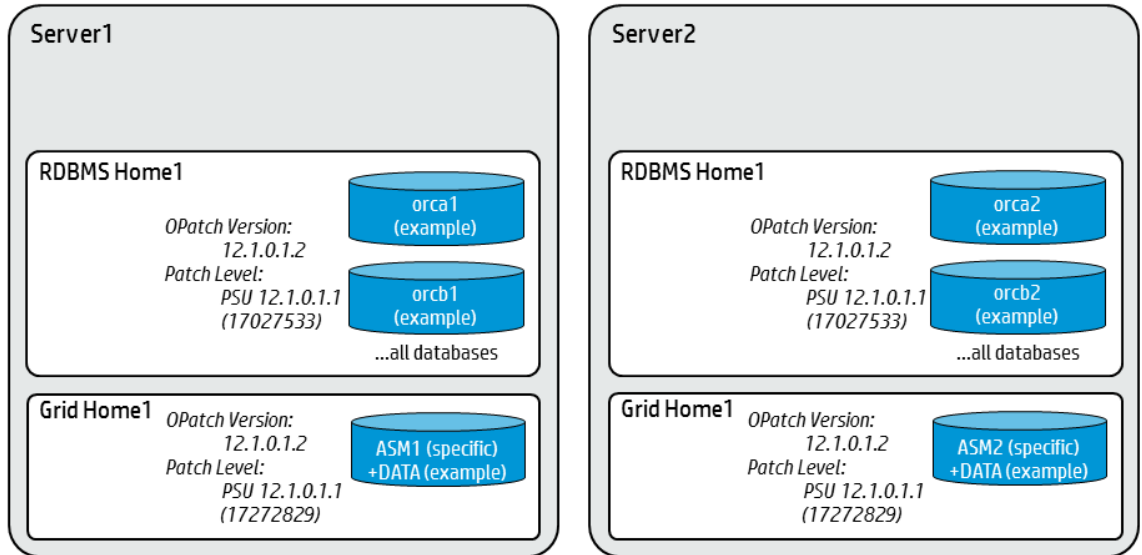 Server1
RDBMS Home1
OPatch Version:
12.1.0.1.2
Patch Level:
PSU 12.1.0.1.1
(17027533)
orca1
(example)
orcb1
(example)
...all databases
Grid Home1
OPatch Version:
12.1.0.1.2
Patch Level:
PSU 12.1.0.1.1
(17272829)
ASM1 (specific)
+DATA (example)
Server2
RDBMS Home1
OPatch Version:
12.1.0.1.2
Patch Level:
PSU 12.1.0.1.1
(17027533)
orca2
(example)
orcb2
(example)
...all databases
Grid Home1
OPatch Version:
12.1.0.1.2
Patch Level:
PSU 12.1.0.1.1
(17272829)
ASM2 (specific)
+DATA (example)